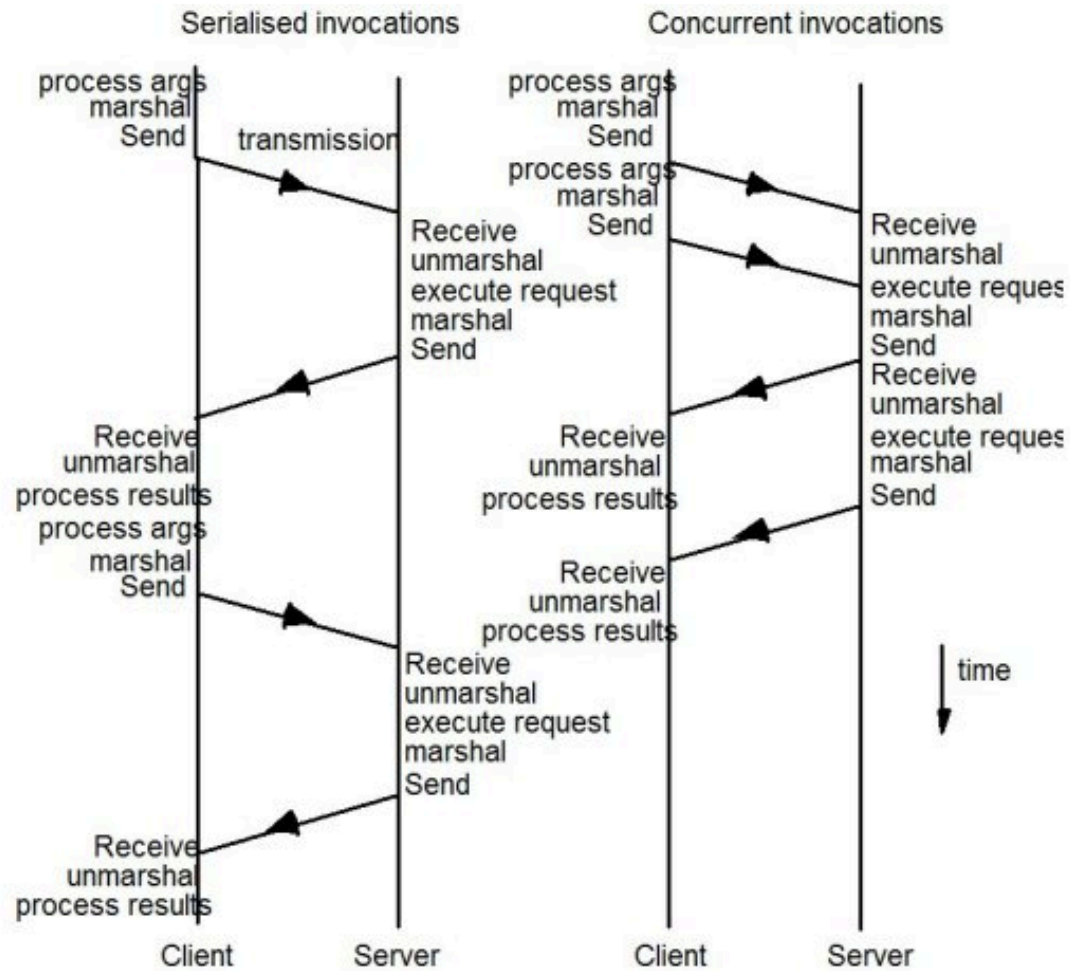 Serialised invocations
process args
marshal
Send
transmission
Receive
unmarshal
execute request
marshal
Send
Receive
unmarshal
process results
process args
marshal
Send
Receive
unmarshal
execute request
marshal
Send
Receive
unmarshal
process results
Client
Server
Concurrent invocations
process args
marshal
Send
process args
marshal
Send
Receive
unmarshal
execute reques
marshal
Send
Receive
unmarshal
execute reques
marshal
Send
Receive
unmarshal
process results
Receive
unmarshal
process results
time
Client
Server